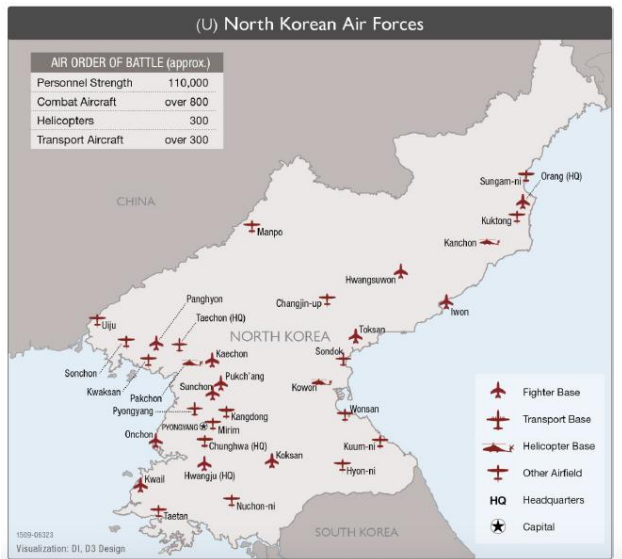 (U) North Korean Air Forces
AIR ORDER OF BATTLE (approx.)
Personnel Strength 110,000
Combat Aircraft over 800
Helicopters 300
Transport Aircraft over 300
CHINA
Sungam-ni
Orang (HQ)
Kuktong
Manpo
Kanchon
Hwangsuwon
Changjin-up
Iwon
Panghyon
Taechon (HQ)
Uiju
NORTH KOREA
Toksan
Sonchon
Kaechon
Sondok
Kwaksan
Pukch'ang
Kowon
Pakchon
Sunchon
Pyongyang
Kangdong
Wonsan
PYONGYANG
Mirim
Onchon
Chunghwa (HQ)
Kuum-ni
Koksan
Hyon-ni
Kwail
Hwangju (HQ)
Nuchon-ni
Taetan
SOUTH KOREA
Fighter Base
Transport Base
Helicopter Base
Other Airfield
HQ Headquarters
Capital
1509-06323
Visualization: DI, D3 Design